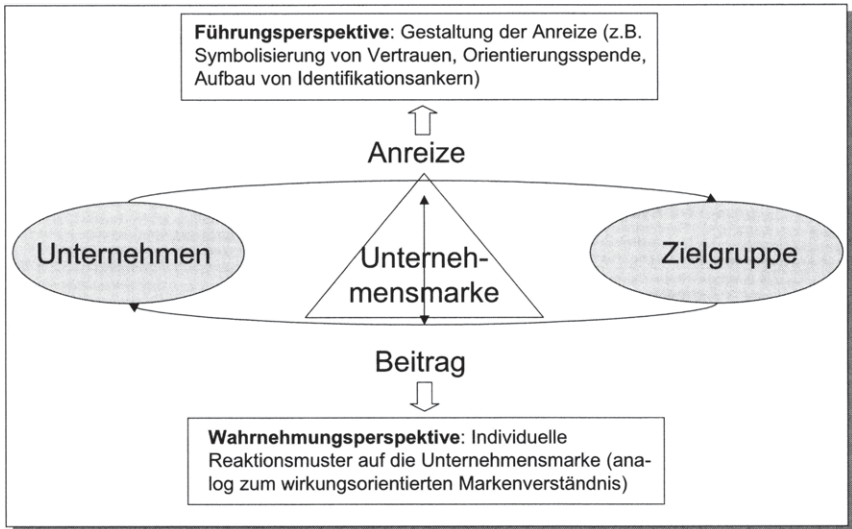 Führungsperspektive: Gestaltung der Anreize (z.B.
Symbolisierung von Vertrauen, Orientierungsspende,
Aufbau von Identifikationsankern)
Anreize
Unternehmen
Unterneh-
mensmarke
Zielgruppe
Beitrag
Wahrnehmungsperspektive: Individuelle
Reaktionsmuster auf die Unternehmensmarke (ana-
log zum wirkungsorientierten Markenverständnis)